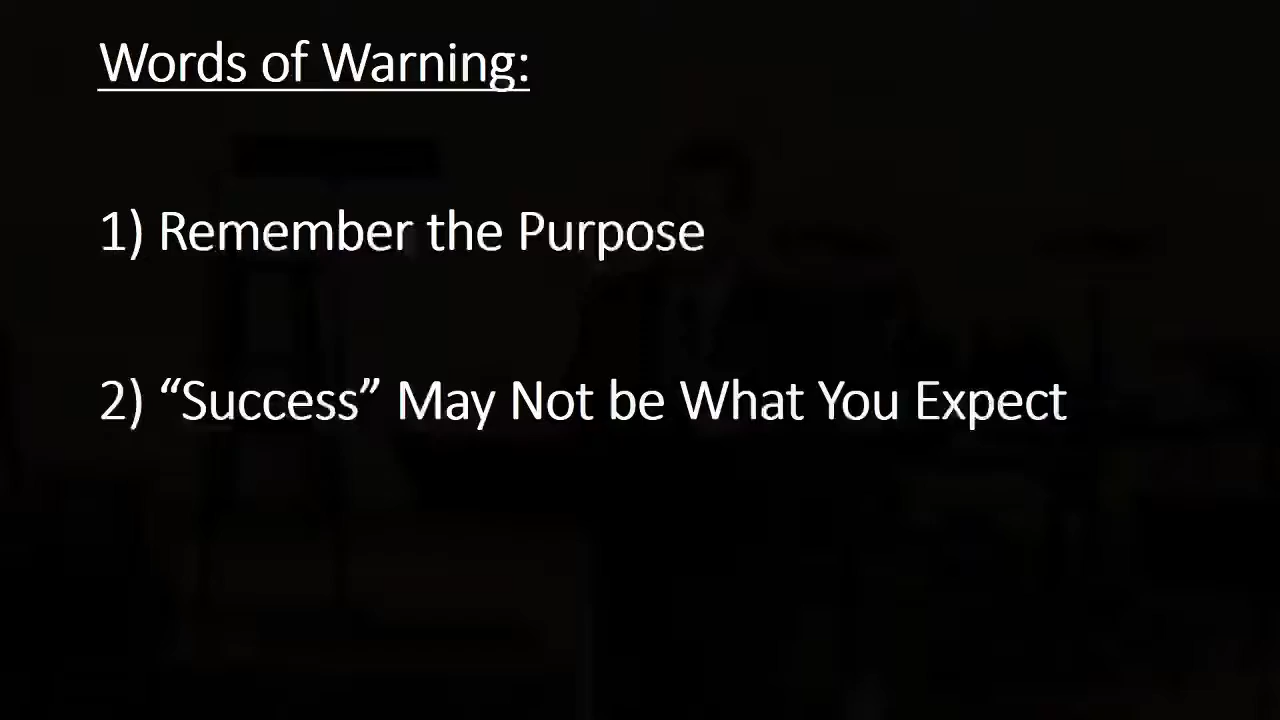 Words of Warning:
1) Remember the Purpose
2) “Success” May Not be What You Expect